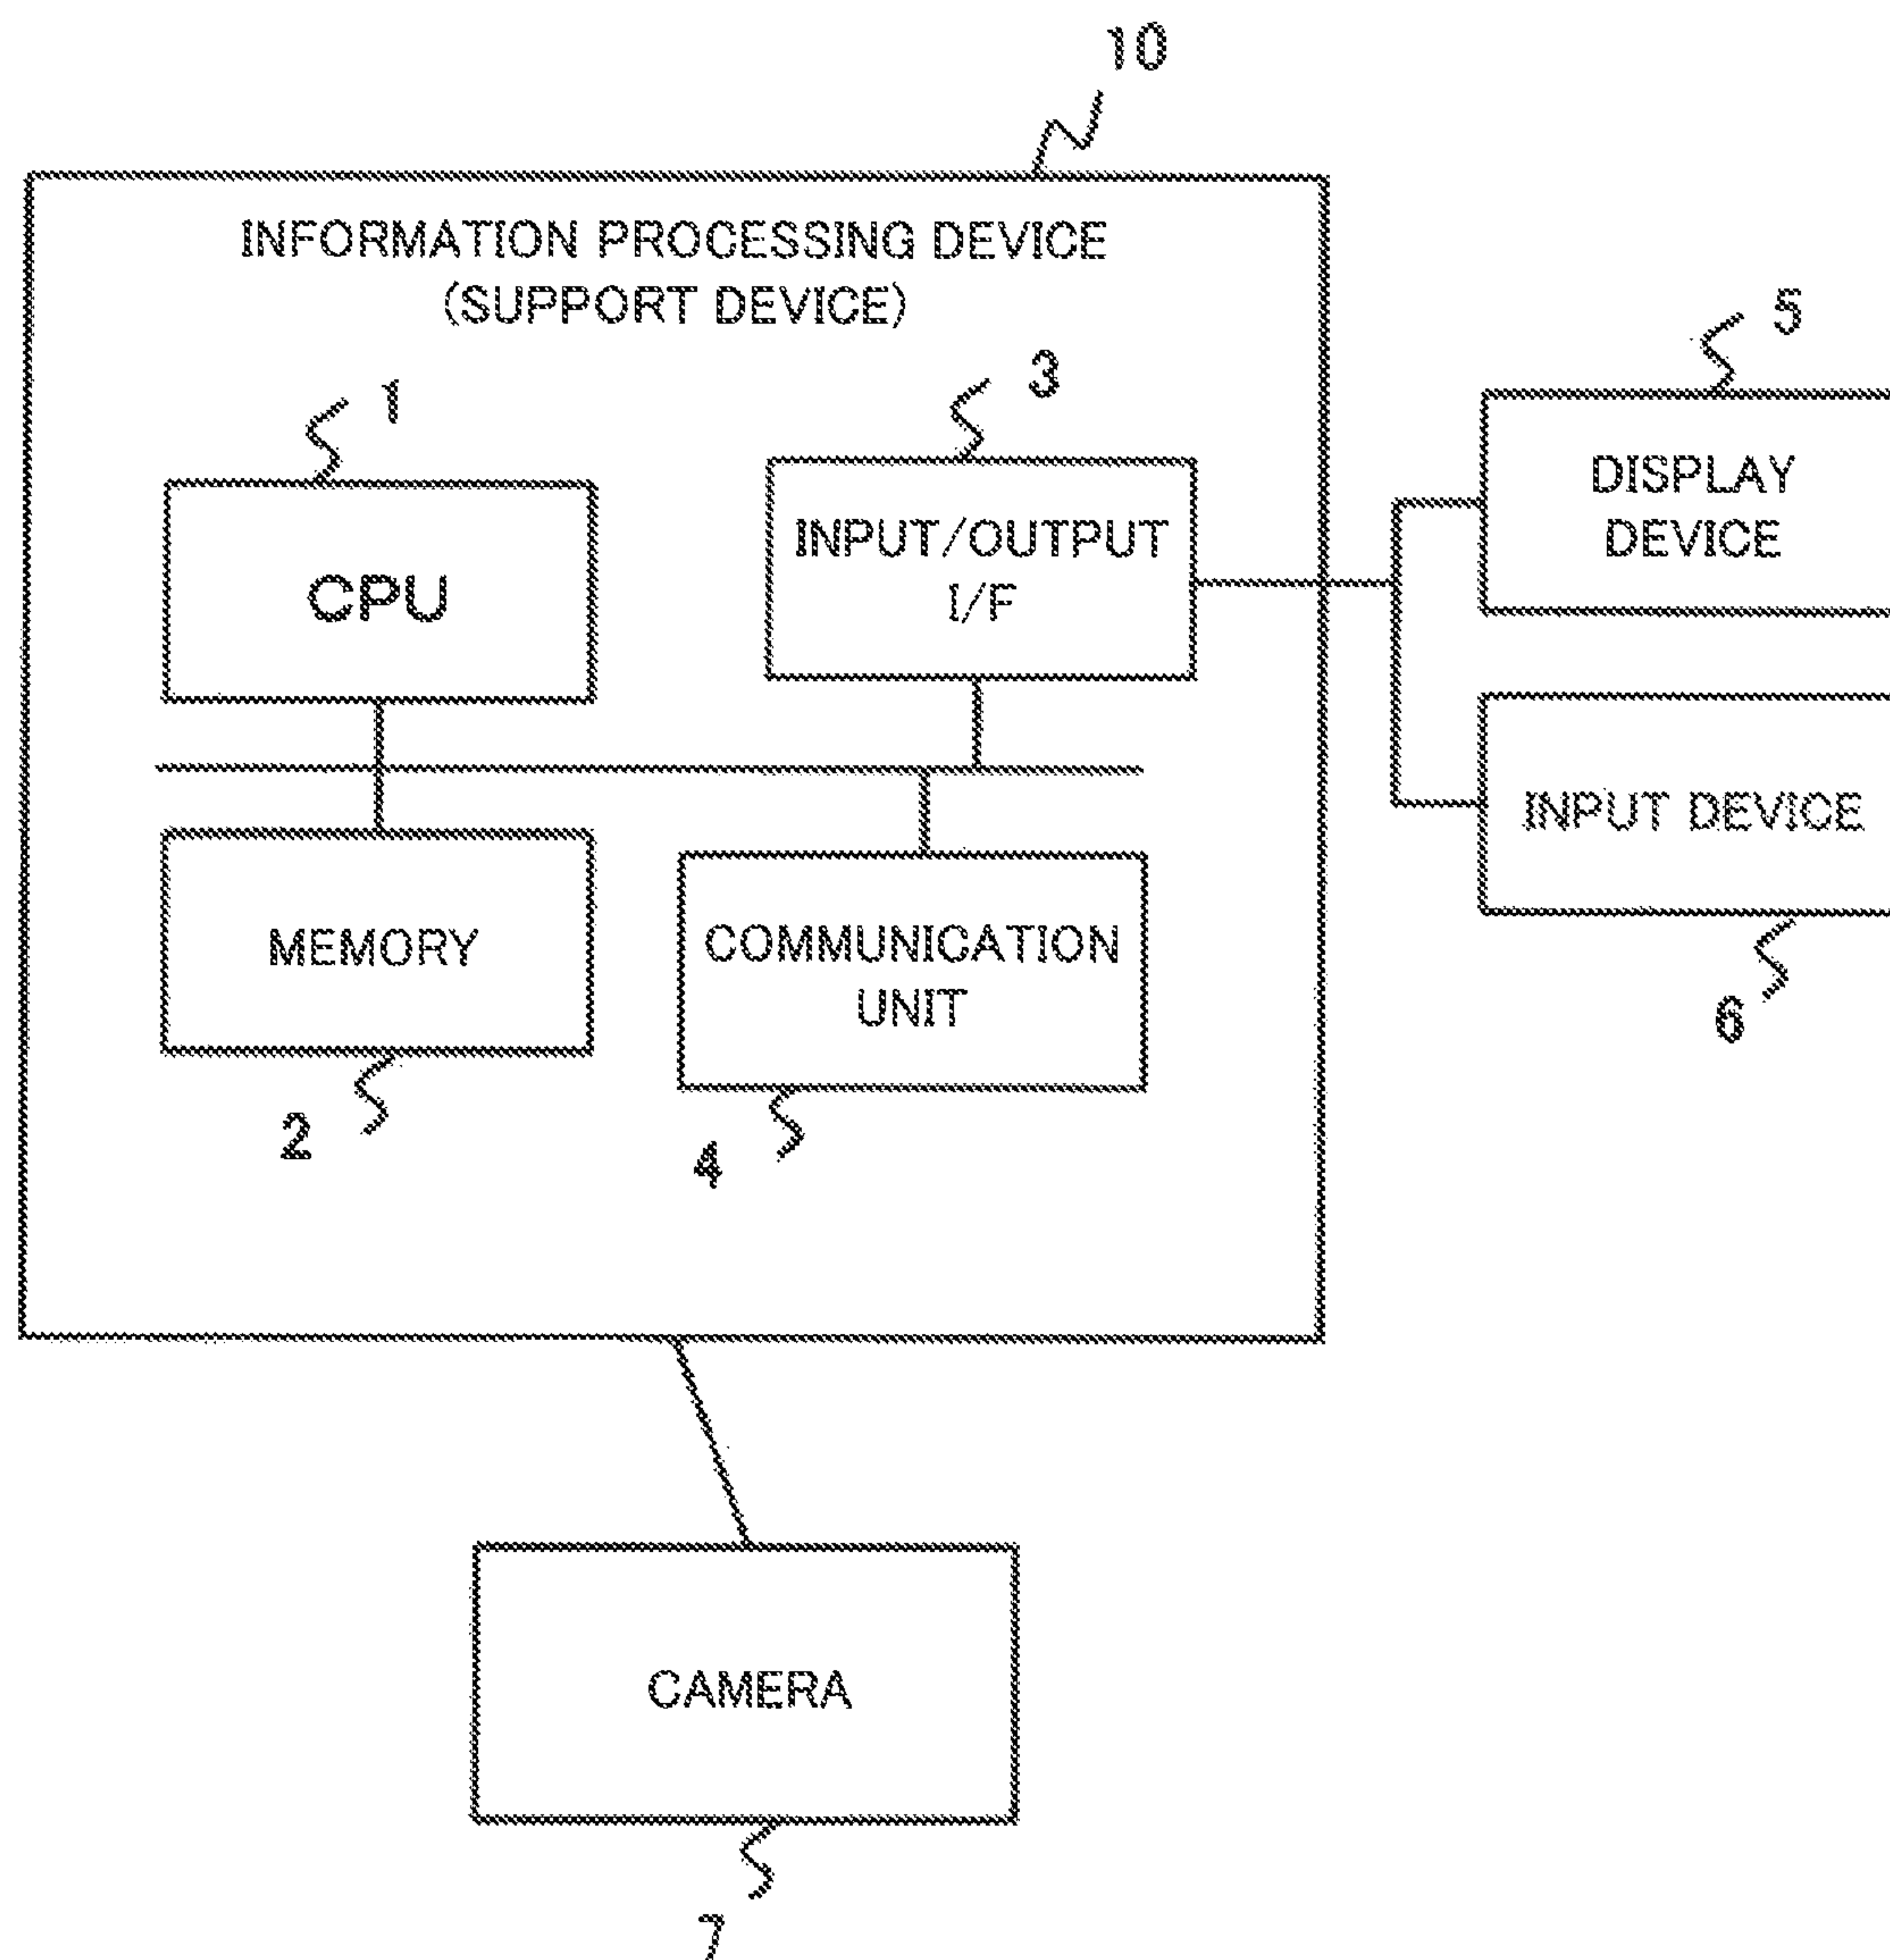 10
INFORMATION PROCESSING DEVICE
(SUPPORT DEVICE)
5
3
1
DISPLAY
DEVICE
INPUT/OUTPUT
I/F
CPU
INPUT DEVICE
MEMORY
COMMUNICATION
UNIT
6
2
4
CAMERA
7